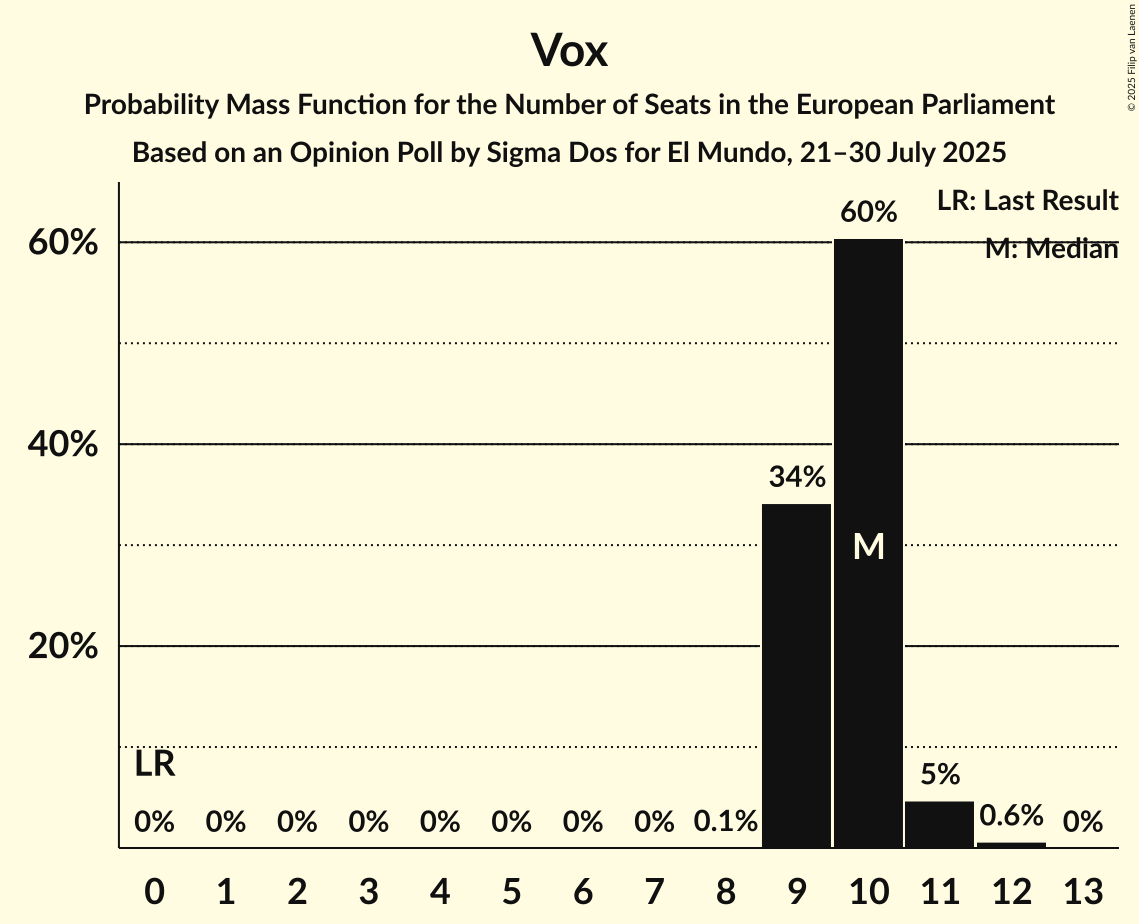 Vox
Probability Mass Function for the Number of Seats in the European Parliament
Based on an Opinion Poll by Sigma Dos for El Mundo, 21–30 July 2025
© 2025 Filip van Laenen
LR: Last Result
M: Median
60%
40%
20%
60%
34%
M
LR
5%
0% 0% 0% 0% 0% 0% 0% 0% 0.1% 0.6% 0%
0 1 2 3 4 5 6 7 8 9 10 11 12 13